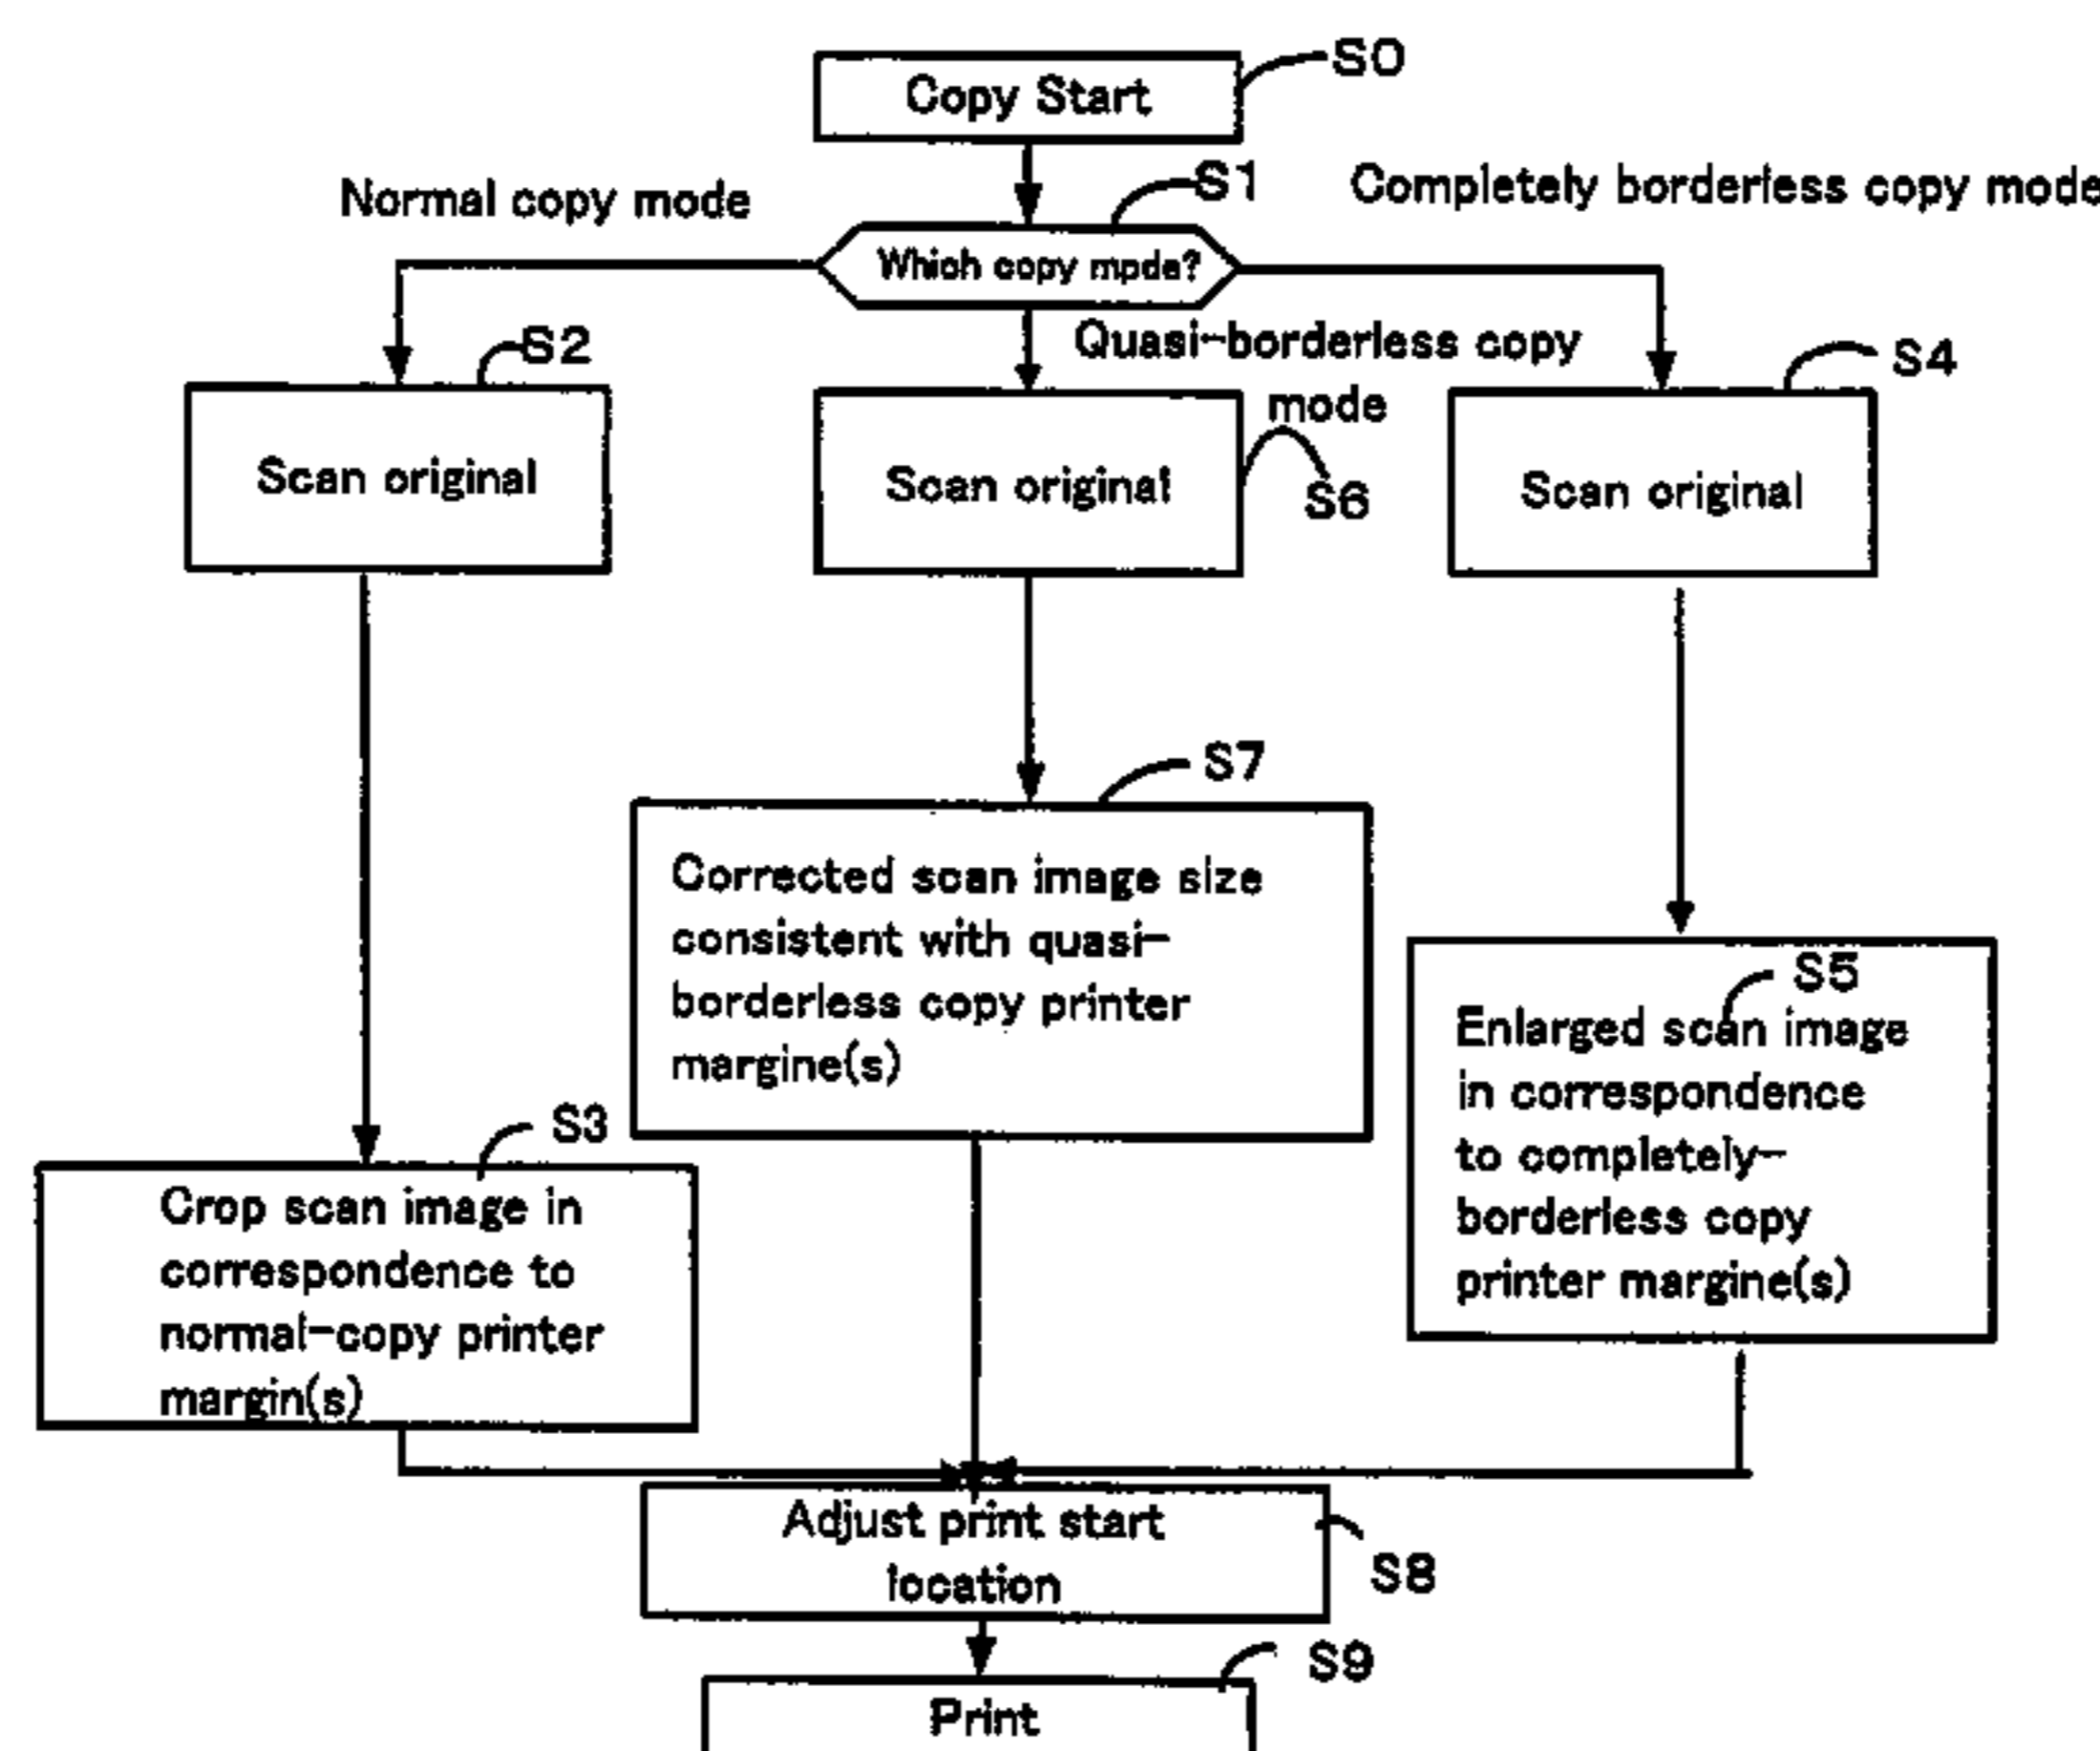 Copy Start
S0
Normal copy mode
S1
Completely borderless copy mode
Which copy mpde?
S2
Quasi-borderless copy
mode
S4
Scan original
Scan original
S6
Scan original
S7
Corrected scan image size
consistent with quasi-
borderless copy printer
margine(s)
S5
Enlarged scan image
in correspondence
to completely-
borderless copy
printer margine(s)
S3
Crop scan image in
correspondence to
normal-copy printer
margin(s)
Adjust print start
location
S8
S9
Print